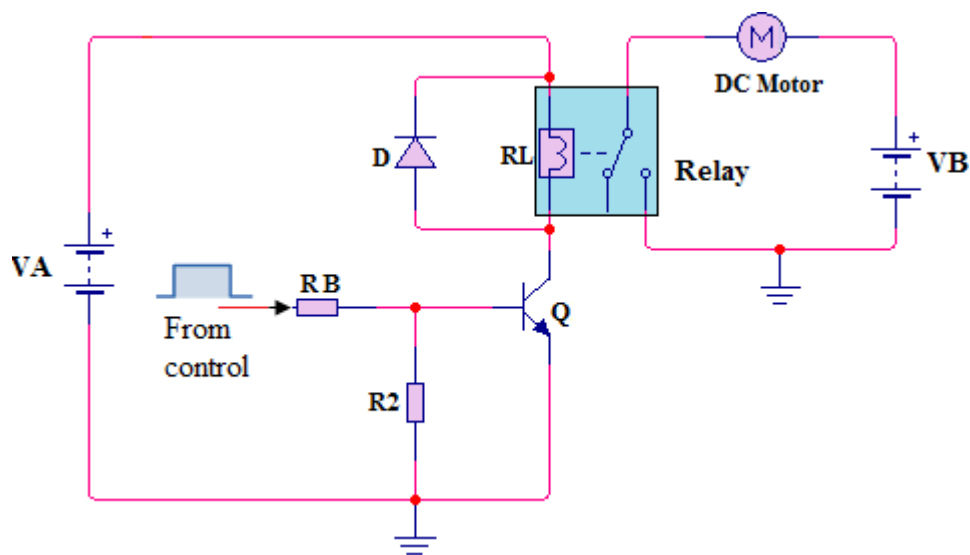 M
DC Motor
D
RL
Relay
+
VB
+
VA
RB
Q
From
control
R2